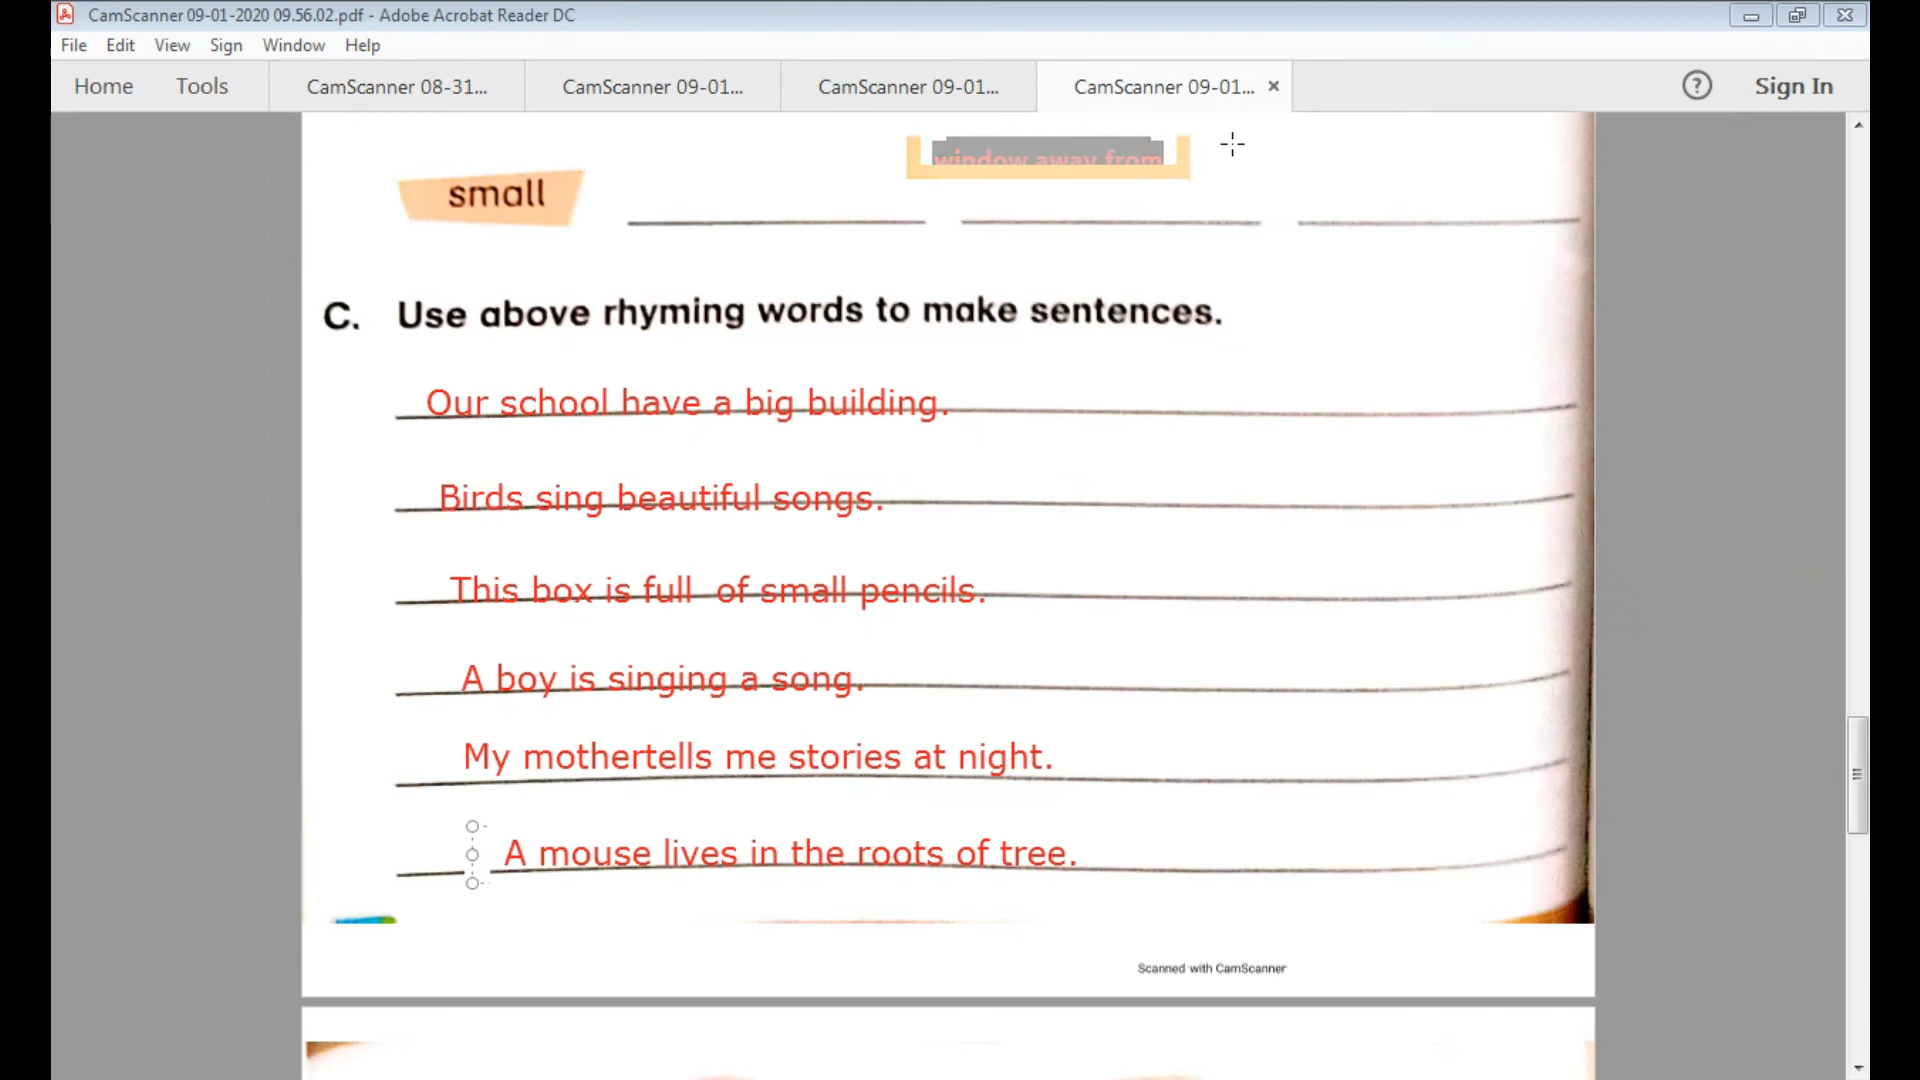 CamScanner 09-01-2020 09.56.02.pdf - Adobe Acrobat Reader DC
File Edit View Sign Window Help
Home Tools CamScanner 08-31... CamScanner 09-01... CamScanner 09-01... CamScanner 09-01... × ? Sign In
window away from
small
C. Use above rhyming words to make sentences.
Our school have a big building.
Birds sing beautiful songs.
This box is full of small pencils.
A boy is singing a song.
My mothertells me stories at night.
A mouse lives in the roots of tree.
Scanned with CamScanner